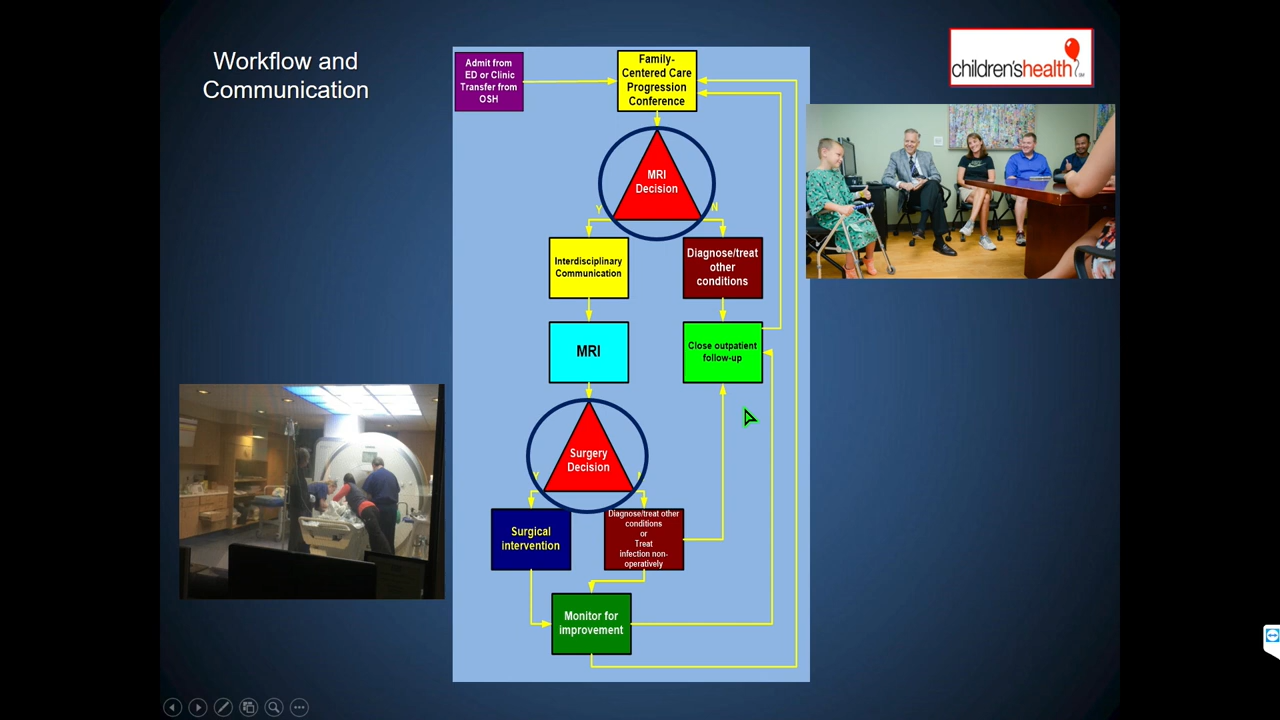 Workflow and
Communication
Admit from
ED or Clinic
Transfer from
OSH
Family-
Centered Care
Progression
Conference
children'shealth
SM
MRI
Decision
Y
N
Interdisciplinary
Communication
Diagnose/treat
other
conditions
MRI
Close outpatient
follow-up
Surgery
Decision
Y
Surgical
intervention
Diagnose/treat other
conditions
or
Treat
infection non-
operatively
Monitor for
improvement